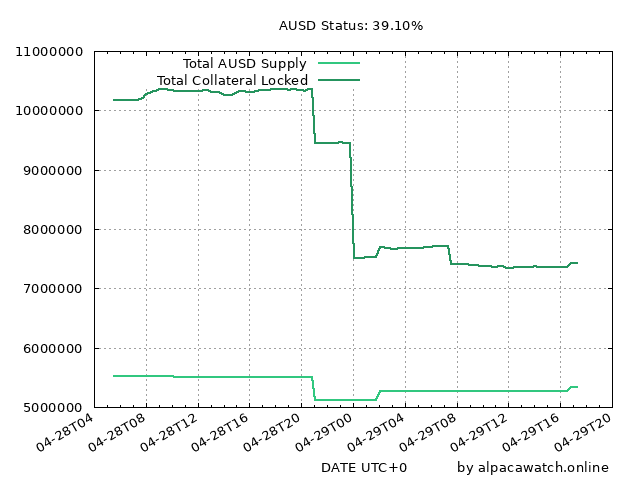 AUSD Status: 39.10%
11000000
Total AUSD Supply
Total Collateral Locked
10000000
9000000
8000000
7000000
6000000
5000000
04-28T04 04-28T08 04-28T12 04-28T16 04-28T20 04-29T00 04-29T04 04-29T08 04-29T12 04-29T16 04-29T20
DATE UTC+0 by alpacawatch.online